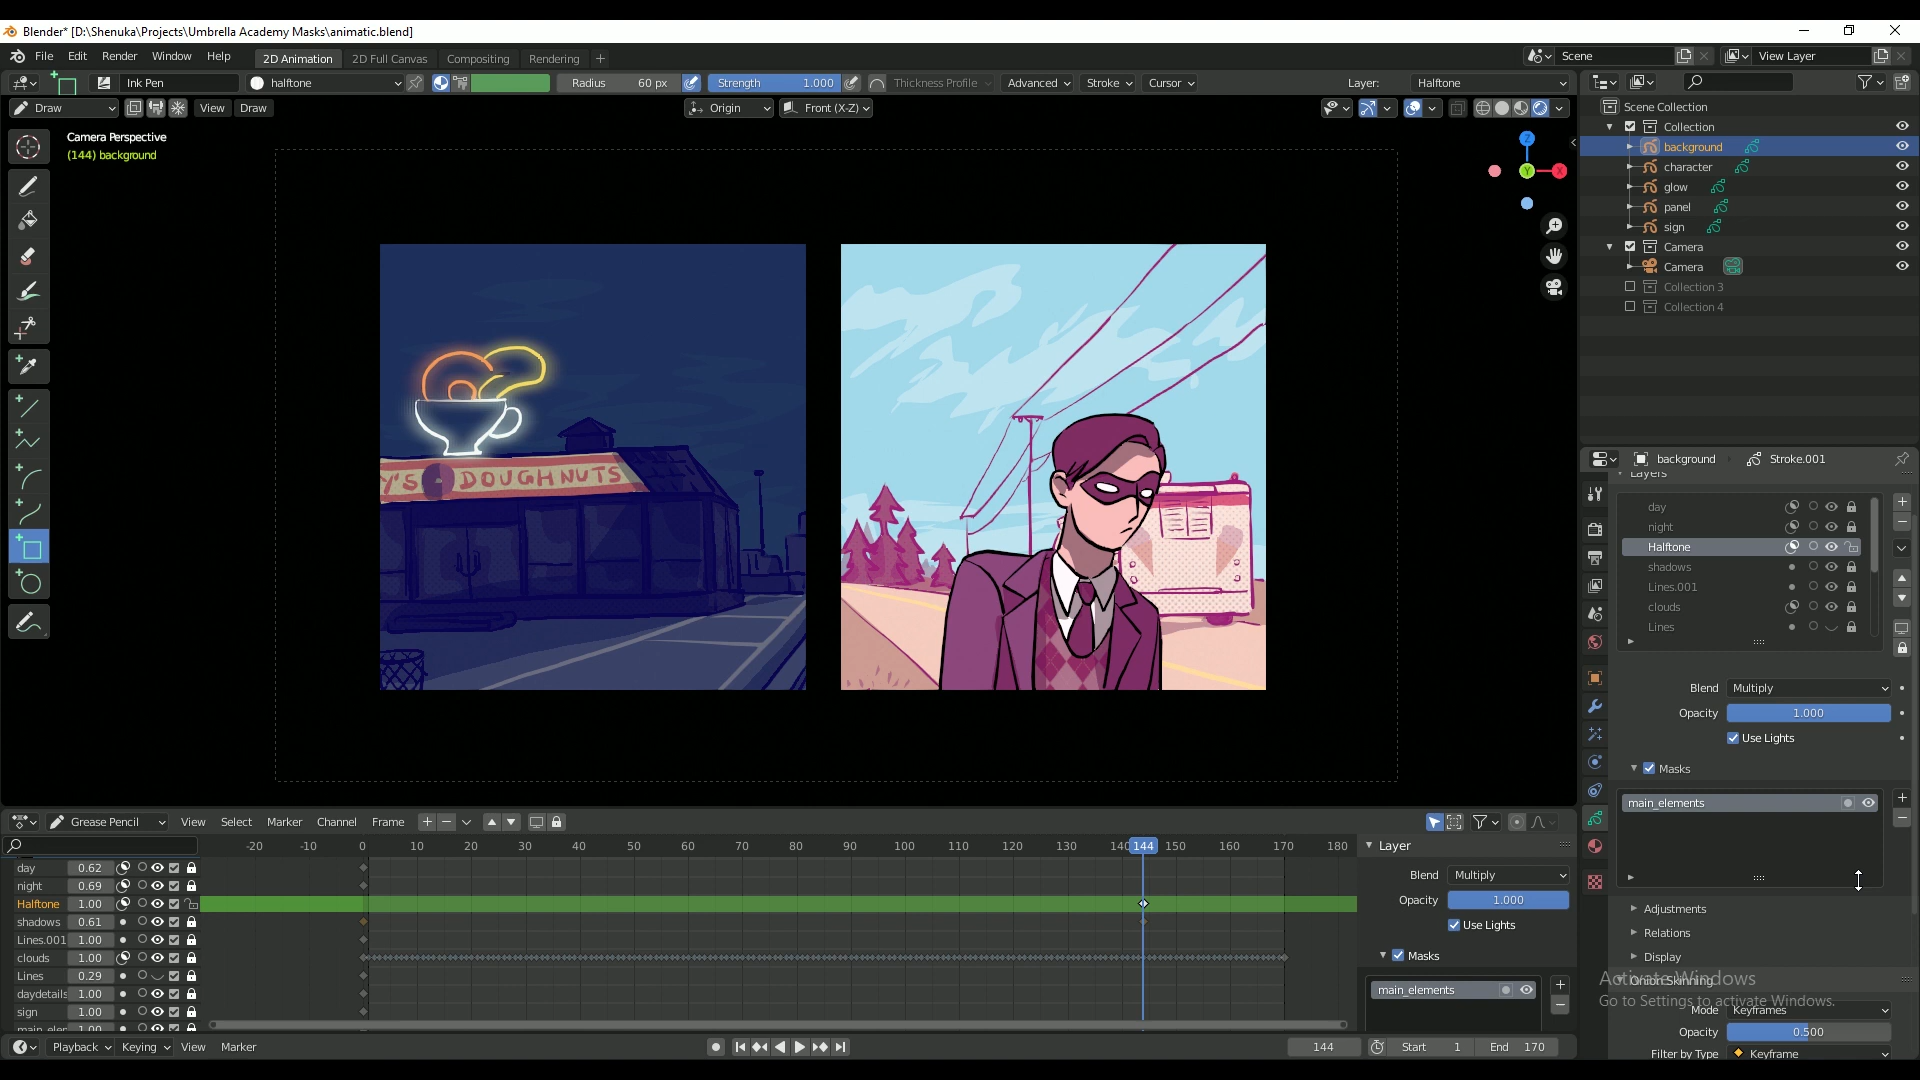 Blender* [D:\Shenuka\Projects\Umbrella Academy Masks\animatic.blend]
File Edit Render Window Help 2D Animation 2D Full Canvas Compositing Rendering + Scene View Layer
Ink Pen halftone Radius 60 px Strength 1.000 Thickness Profile Advanced Stroke Cursor Layer: Halftone
Draw View Draw Origin Front (X-Z)
Camera Perspective
(144) background
Z
Y X
Y'S DOUGHNUTS
Scene Collection
Collection
background
character
glow
panel
sign
Camera
Camera
Collection 3
Collection 4
background Stroke.001
Layers
day
night
Halftone
shadows
Lines.001
clouds
Lines
Blend Multiply
Opacity 1.000
Use Lights
Masks
main_elements
Adjustments
Relations
Display
Onion Skinning
Mode Keyframes
Opacity 0.500
Filter by Type Keyframe
Activate Windows
Go to Settings to activate Windows.
Grease Pencil View Select Marker Channel Frame
-20 -10 0 10 20 30 40 50 60 70 80 90 100 110 120 130 140 144 150 160 170 180
day 0.62
night 0.69
Halftone 1.00
shadows 0.61
Lines.001 1.00
clouds 1.00
Lines 0.29
daydetails 1.00
sign 1.00
main_eler 1.00
Layer
Blend Multiply
Opacity 1.000
Use Lights
Masks
main_elements
Playback Keying View Marker 144 Start 1 End 170